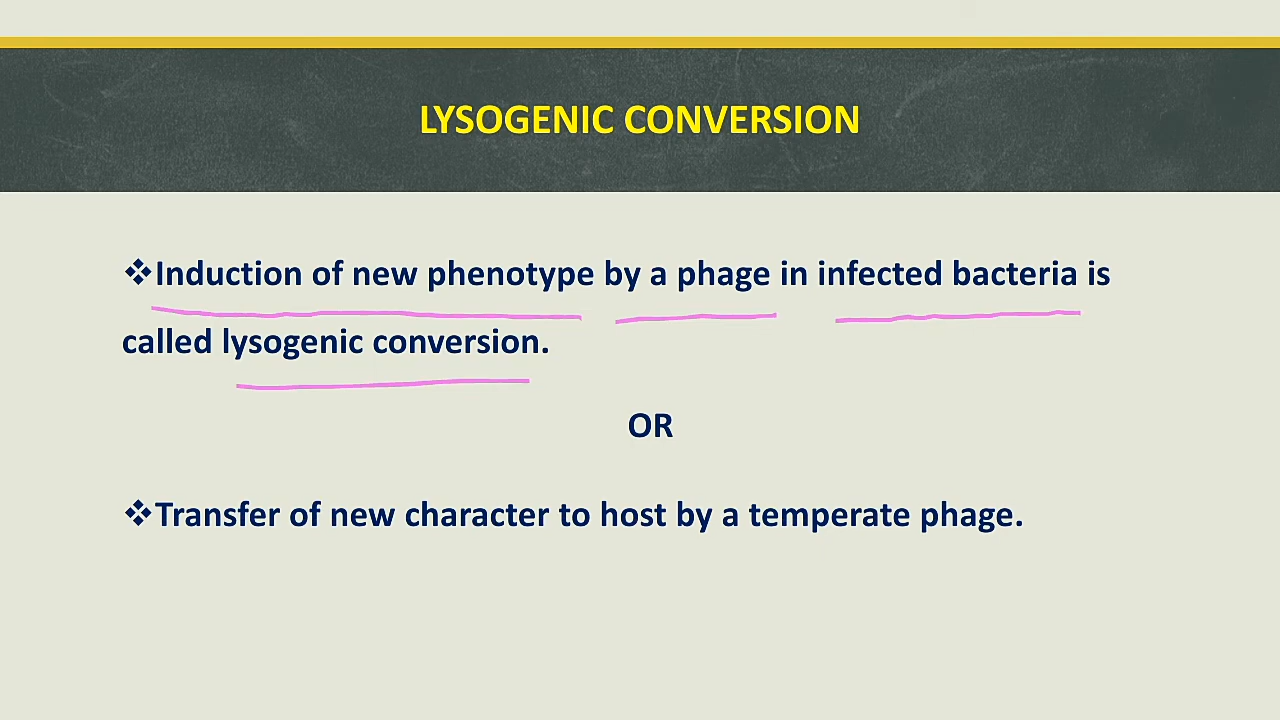 LYSOGENIC CONVERSION
❖Induction of new phenotype by a phage in infected bacteria is
called lysogenic conversion.
OR
❖Transfer of new character to host by a temperate phage.